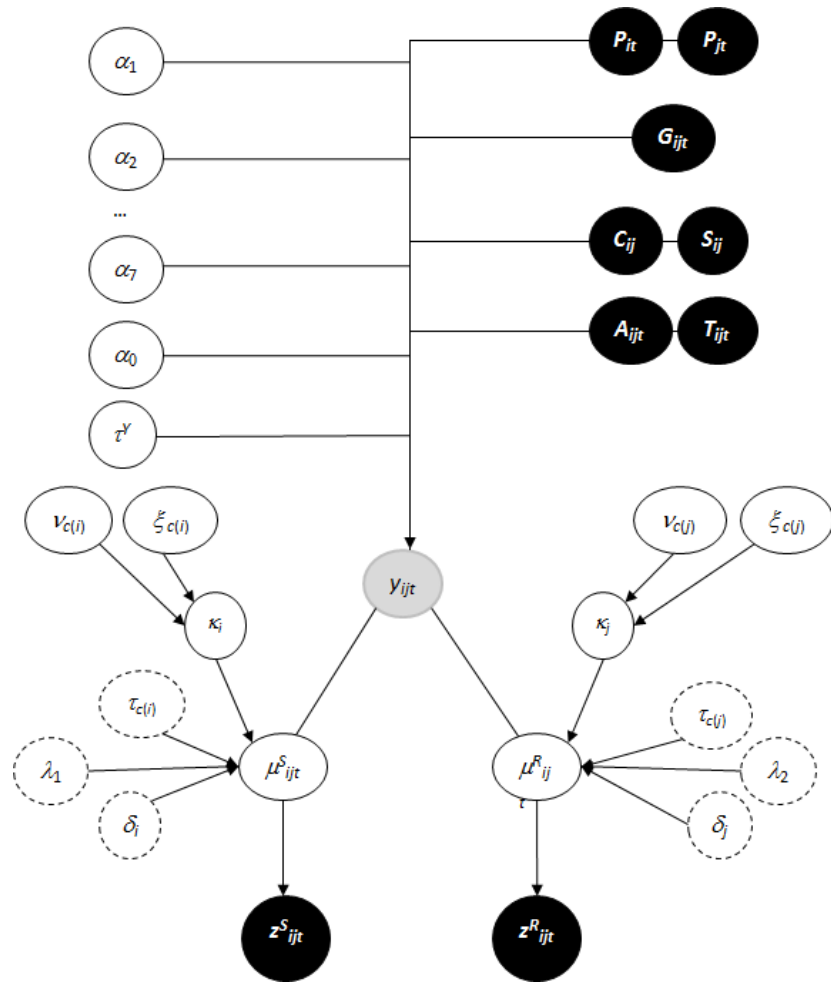 α1
Pit Pjt
α2
Gijt
...
α7
Cij Sij
α0
Aijt Tijt
τY
νc(i) ξc(i)
νc(j) ξc(j)
yijt
κi
κj
τc(i)
τc(j)
λ1
μSijt
μRij
τ
λ2
δi
δj
zSijt
zRijt